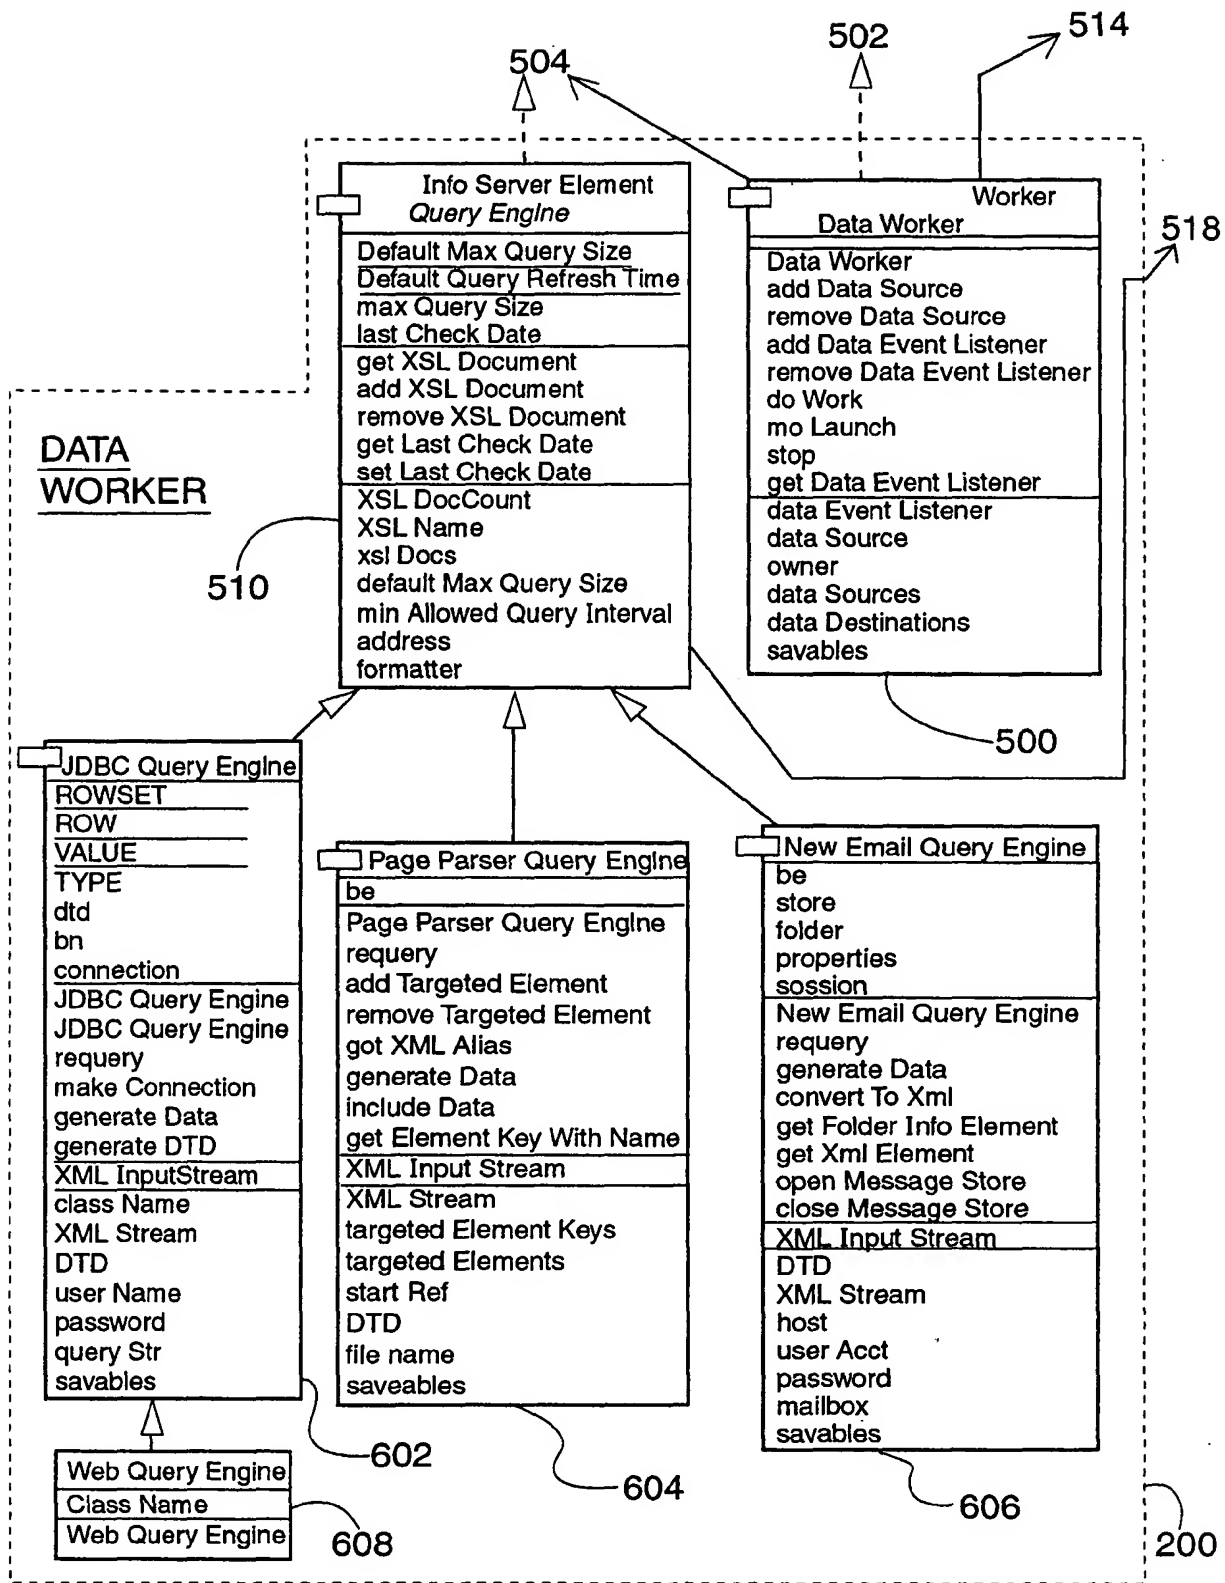 514
502
504
Info Server Element
Query Engine
Default Max Query Size
Default Query Refresh Time
max Query Size
last Check Date
get XSL Document
add XSL Document
remove XSL Document
get Last Check Date
set Last Check Date
XSL DocCount
XSL Name
xsl Docs
default Max Query Size
min Allowed Query Interval
address
formatter
Worker
Data Worker
Data Worker
add Data Source
remove Data Source
add Data Event Listener
remove Data Event Listener
do Work
mo Launch
stop
get Data Event Listener
data Event Listener
data Source
owner
data Sources
data Destinations
savables
518
DATA
WORKER
510
500
JDBC Query Engine
ROWSET
ROW
VALUE
TYPE
dtd
bn
connection
JDBC Query Engine
JDBC Query Engine
requery
make Connection
generate Data
generate DTD
XML InputStream
class Name
XML Stream
DTD
user Name
password
query Str
savables
Page Parser Query Engine
be
Page Parser Query Engine
requery
add Targeted Element
remove Targeted Element
got XML Alias
generate Data
include Data
get Element Key With Name
XML Input Stream
XML Stream
targeted Element Keys
targeted Elements
start Ref
DTD
file name
saveables
New Email Query Engine
be
store
folder
properties
sossion
New Email Query Engine
requery
generate Data
convert To Xml
get Folder Info Element
get Xml Element
open Message Store
close Message Store
XML Input Stream
DTD
XML Stream
host
user Acct
password
mailbox
savables
602
604
606
Web Query Engine
Class Name
Web Query Engine
608
200